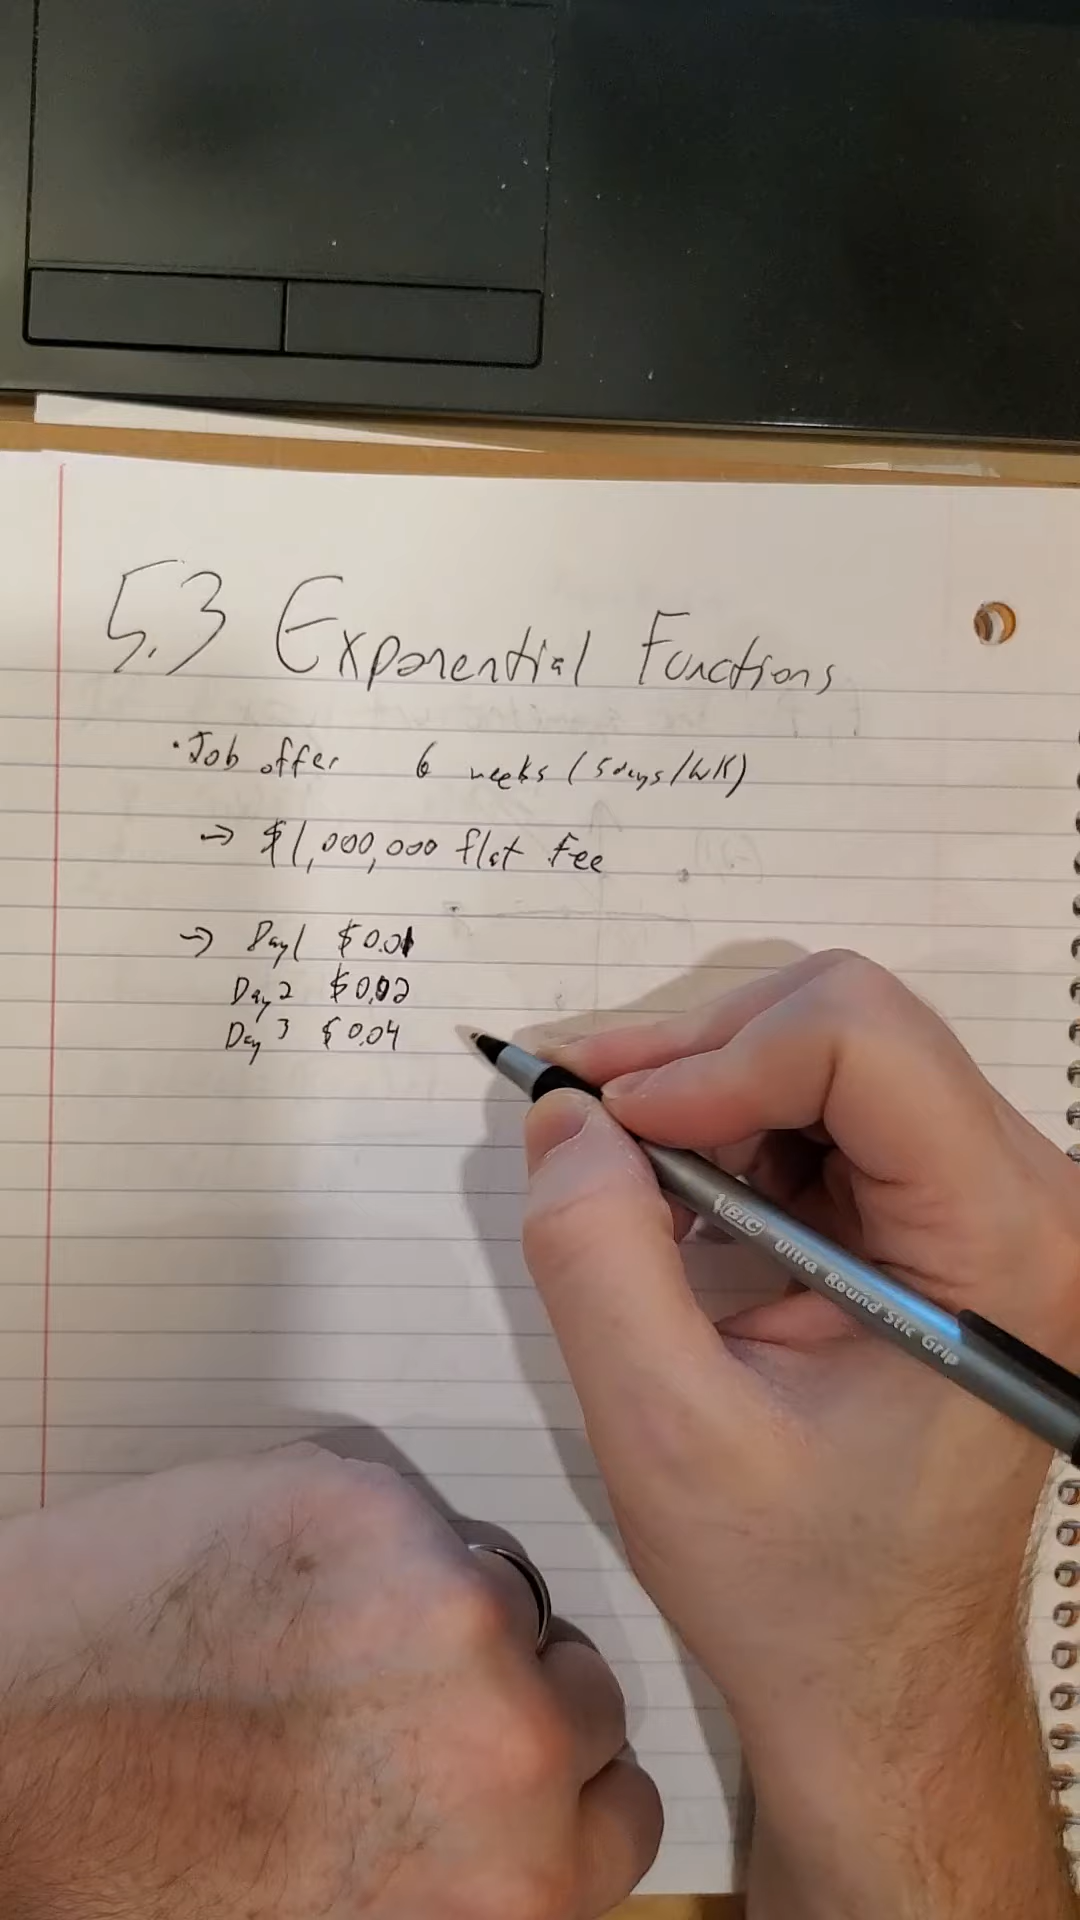 5.3 Exponential Functions
• Job offer 6 weeks (5days/wk)
→ $1,000,000 flat fee
→ Day 1 $0.01
Day 2 $0.02
Day 3 $0.04
BIC Ultra Round Stic Grip